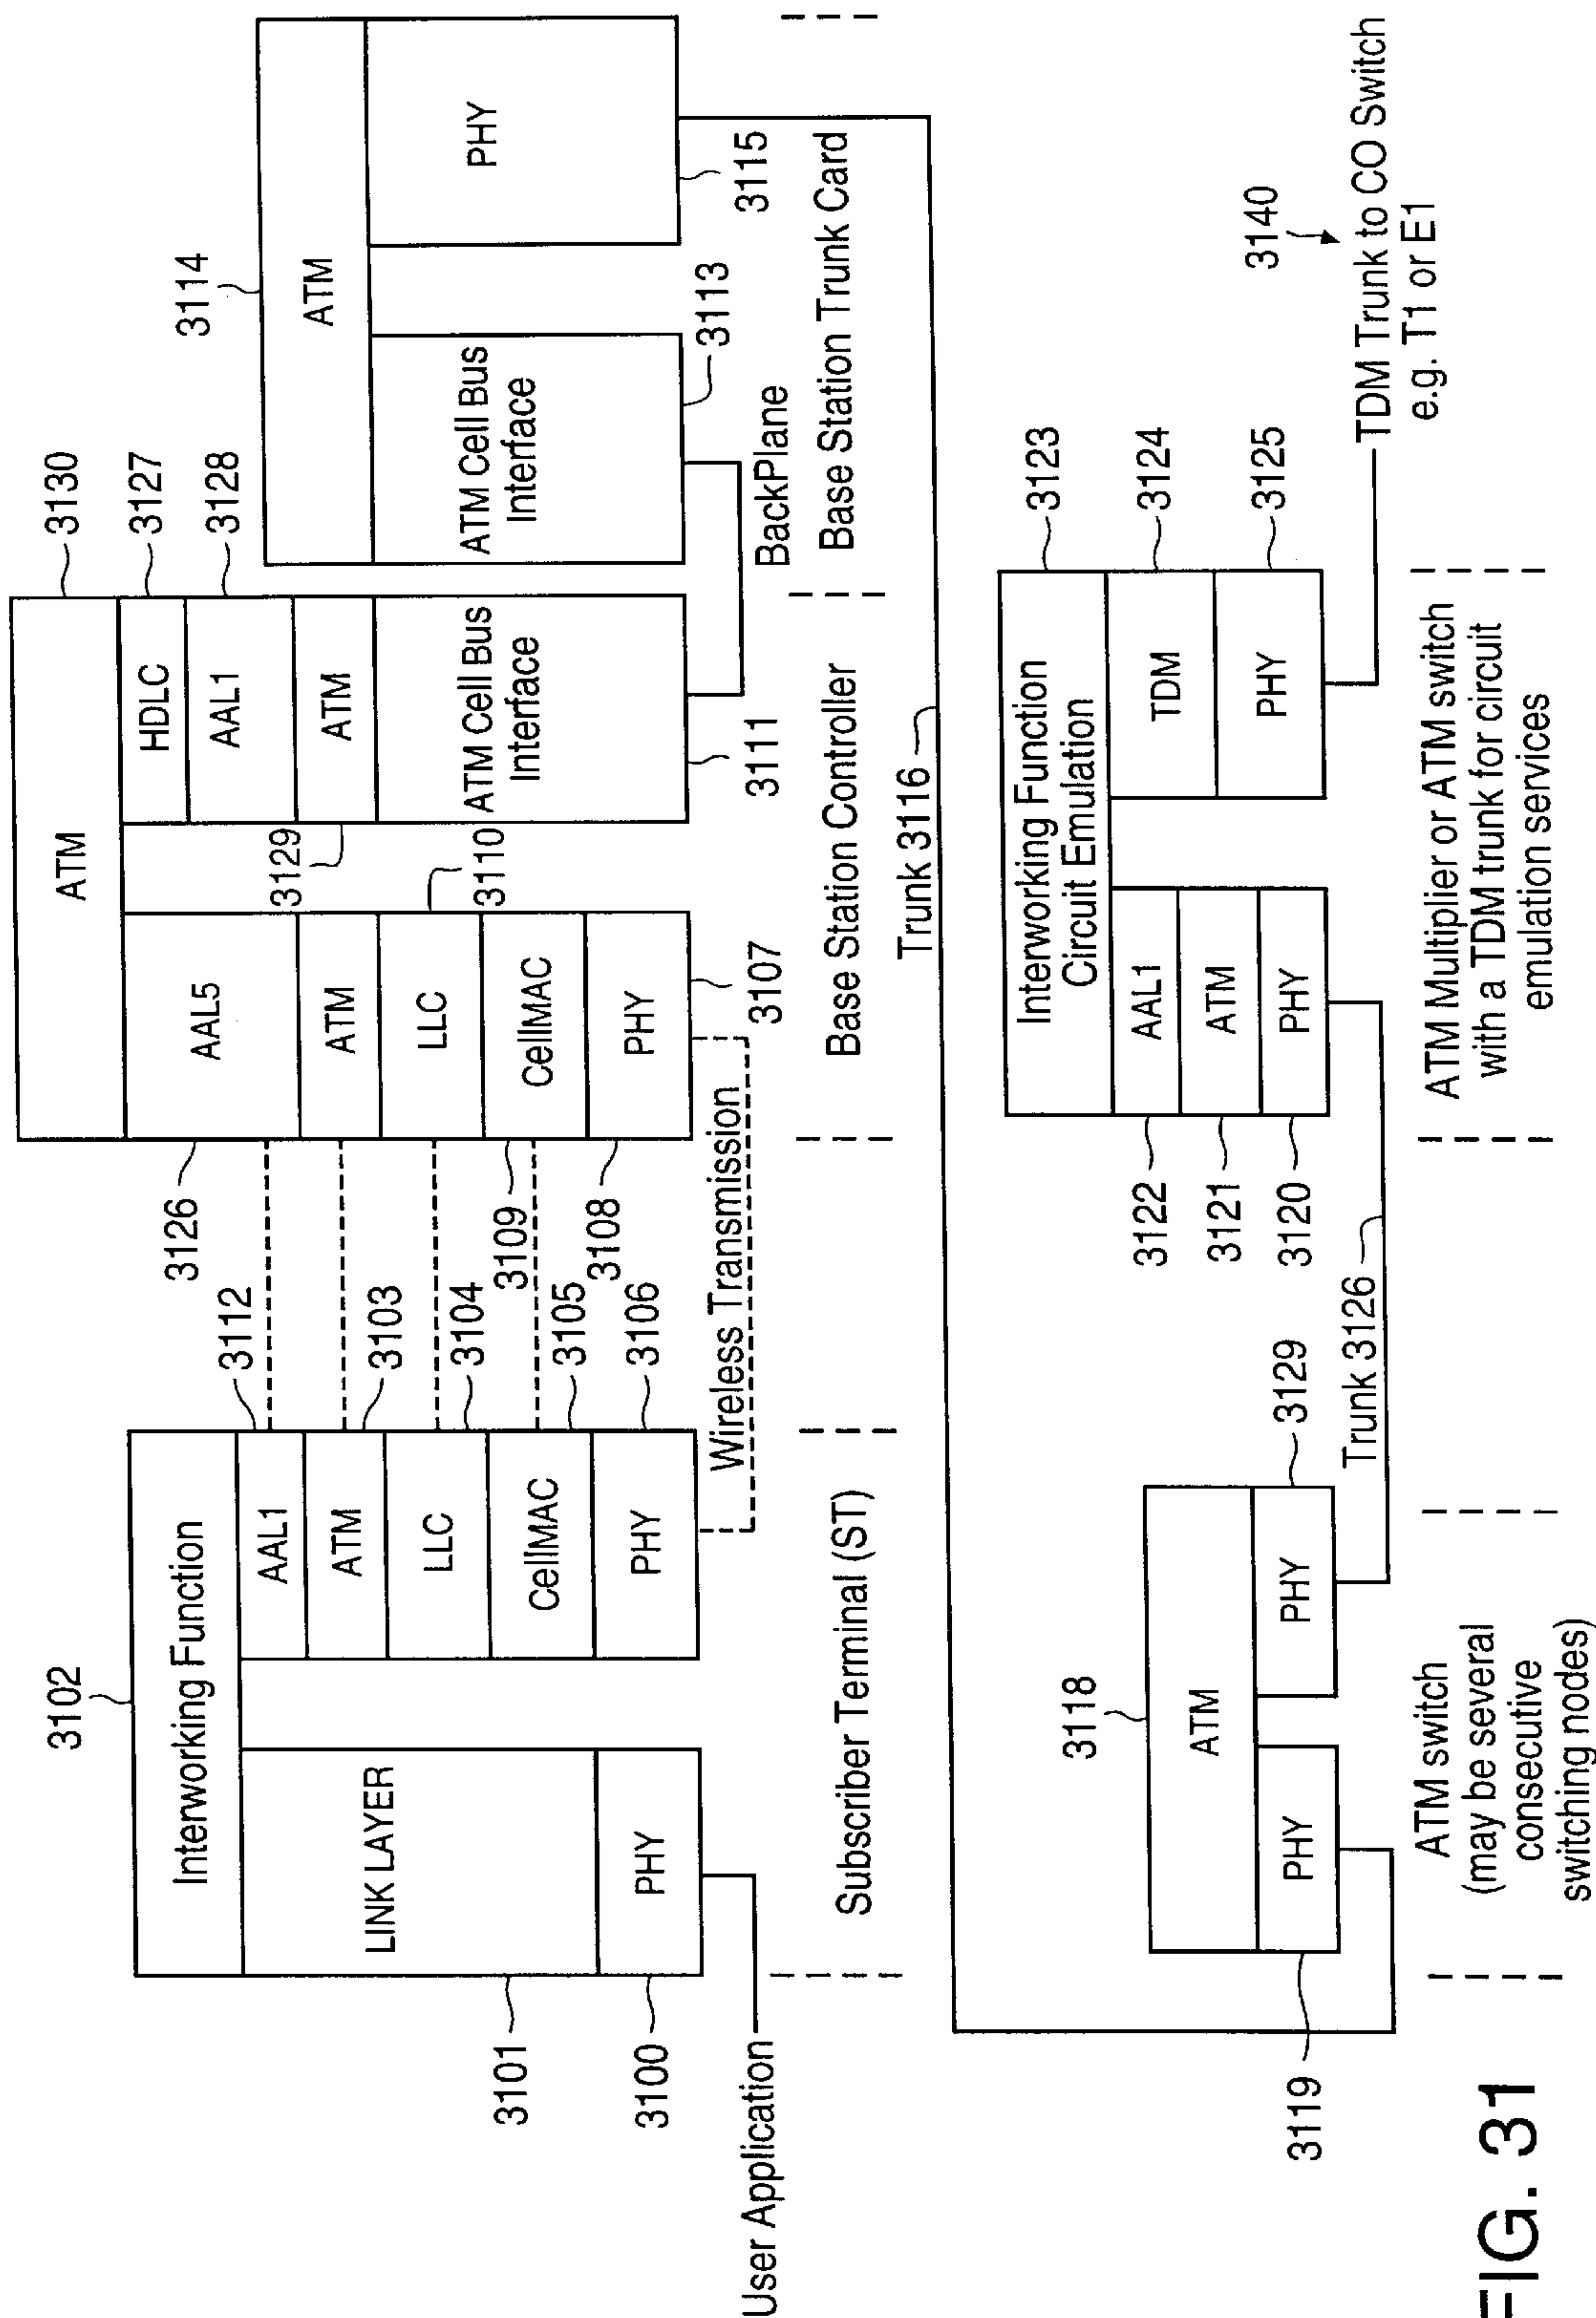 3102
Interworking Function
LINK LAYER
PHY
AAL1
ATM
LLC
CellMAC
PHY
3101
3100
User Application
3112
3103
3104
3105
3106
Wireless Transmission
Subscriber Terminal (ST)
ATM
3130
AAL5
ATM
LLC
CellMAC
PHY
HDLC
AAL1
ATM
ATM Cell Bus
Interface
3127
3128
3126
3109
3108
3129
3110
3107
3111
Base Station Controller
3114
ATM
ATM Cell Bus
Interface
PHY
3113
3115
BackPlane
Base Station Trunk Card
Trunk 3116
3118
ATM
PHY
PHY
3119
3129
ATM switch
(may be several
consecutive
switching nodes)
Trunk 3126
Interworking Function
Circuit Emulation
AAL1
ATM
PHY
TDM
PHY
3122
3121
3120
3123
3124
3125
ATM Multiplier or ATM switch
with a TDM trunk for circuit
emulation services
3140
TDM Trunk to CO Switch
e.g. T1 or E1
FIG. 31